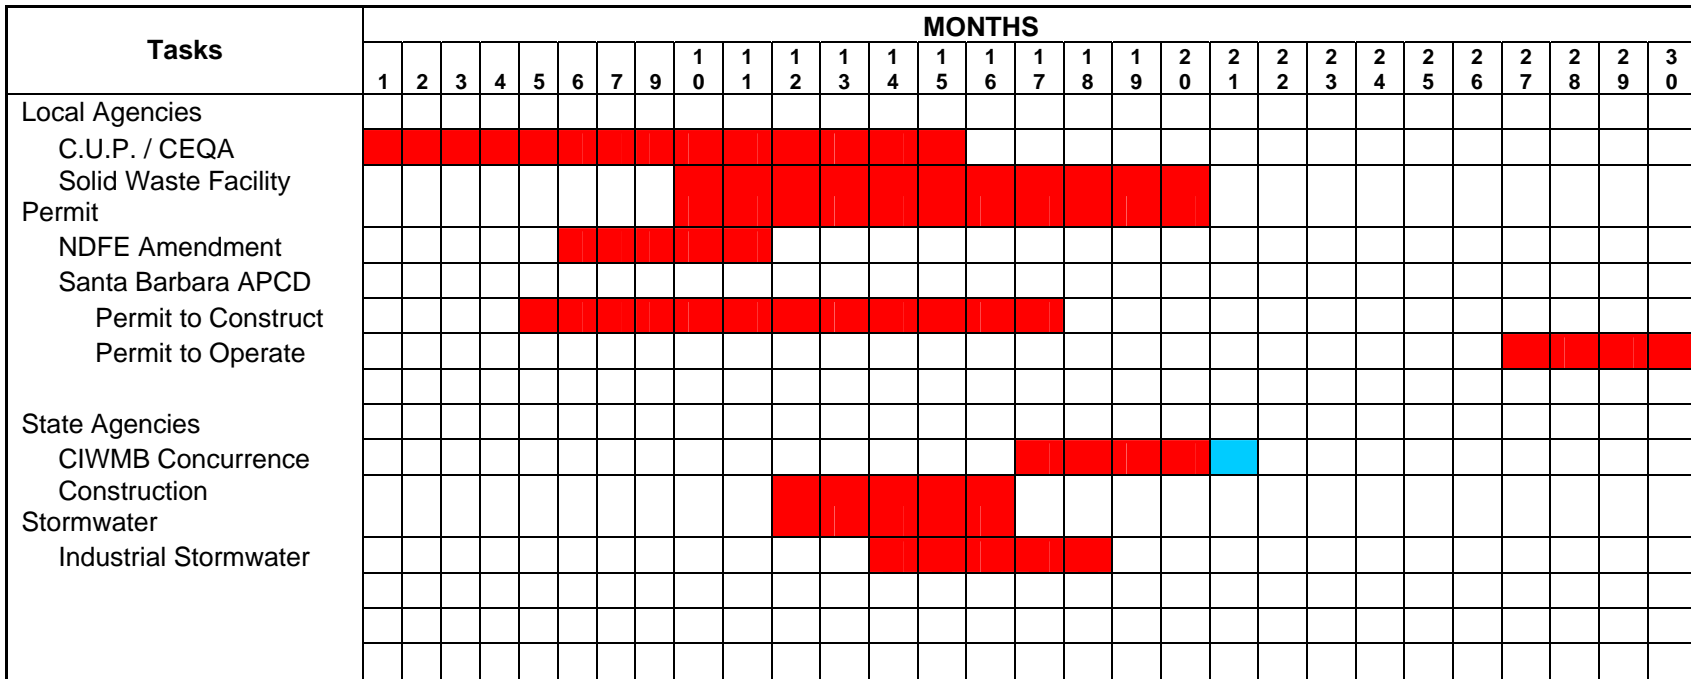 Tasks
MONTHS
1 2 3 4 5 6 7 9 10 11 12 13 14 15 16 17 18 19 20 21 22 23 24 25 26 27 28 29 30
Local Agencies
C.U.P. / CEQA
Solid Waste Facility
Permit
NDFE Amendment
Santa Barbara APCD
Permit to Construct
Permit to Operate
State Agencies
CIWMB Concurrence
Construction
Stormwater
Industrial Stormwater